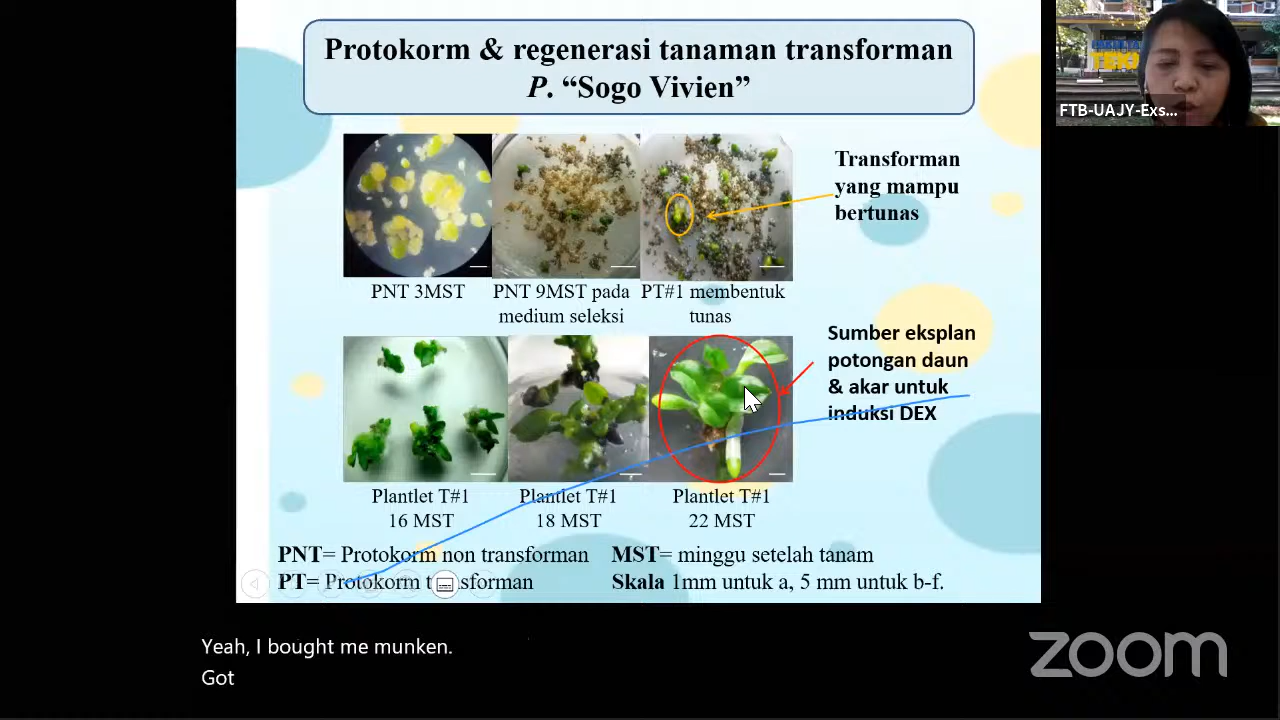 Protokorm & regenerasi tanaman transforman
P. “Sogo Vivien”
FTB-UAJY-Exs...
Transforman
yang mampu
bertunas
PNT 3MST
PNT 9MST pada
medium seleksi
PT#1 membentuk
tunas
Sumber eksplan
potongan daun
& akar untuk
induksi DEX
Plantlet T#1
16 MST
Plantlet T#1
18 MST
Plantlet T#1
22 MST
PNT= Protokorm non transforman
MST= minggu setelah tanam
PT= Protokorm transforman
Skala 1mm untuk a, 5 mm untuk b-f.
Yeah, I bought me munken.
Got
zoom